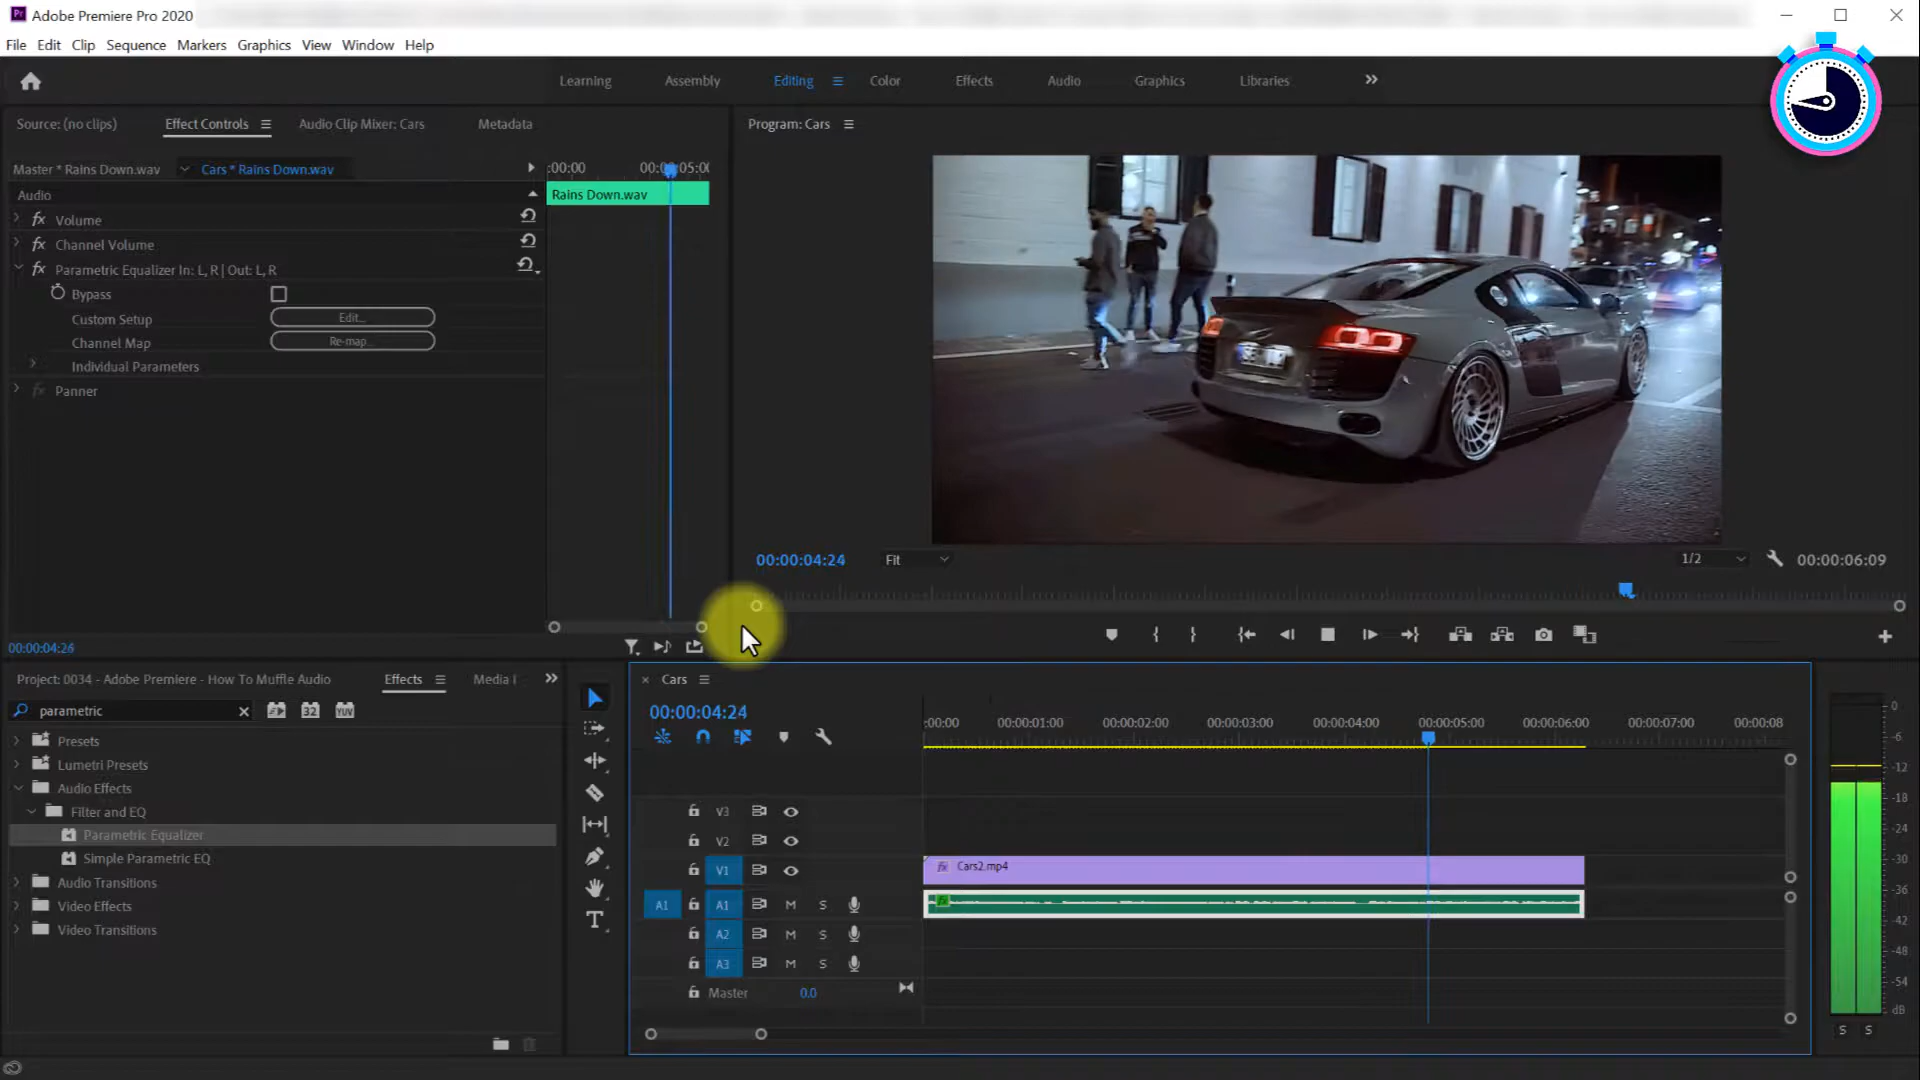 Adobe Premiere Pro 2020
File Edit Clip Sequence Markers Graphics View Window Help
Learning Assembly Editing Color Effects Audio Graphics Libraries
Source: (no clips) Effect Controls Audio Clip Mixer: Cars Metadata
Program: Cars
Master * Rains Down.wav Cars * Rains Down.wav
:00:00 00:00:05:00
Audio
Rains Down.wav
fx Volume
fx Channel Volume
fx Parametric Equalizer In: L, R | Out: L, R
Bypass
Custom Setup Edit...
Channel Map Re-map...
Individual Parameters
fx Panner
00:00:04:24 Fit 1/2 00:00:06:09
00:00:04:26
Project: 0034 - Adobe Premiere - How To Muffle Audio Effects Media
parametric 32 YUV
Presets
Lumetri Presets
Audio Effects
Filter and EQ
Parametric Equalizer
Simple Parametric EQ
Audio Transitions
Video Effects
Video Transitions
Cars
00:00:04:24
:00:00 00:00:01:00 00:00:02:00 00:00:03:00 00:00:04:00 00:00:05:00 00:00:06:00 00:00:07:00 00:00:08
V3
V2
V1 fx Cars2.mp4
A1 A1 M S fx
A2 M S
A3 M S
Master 0.0
0
-6
-12
-18
-24
-30
-36
-42
-48
-54
dB
S S